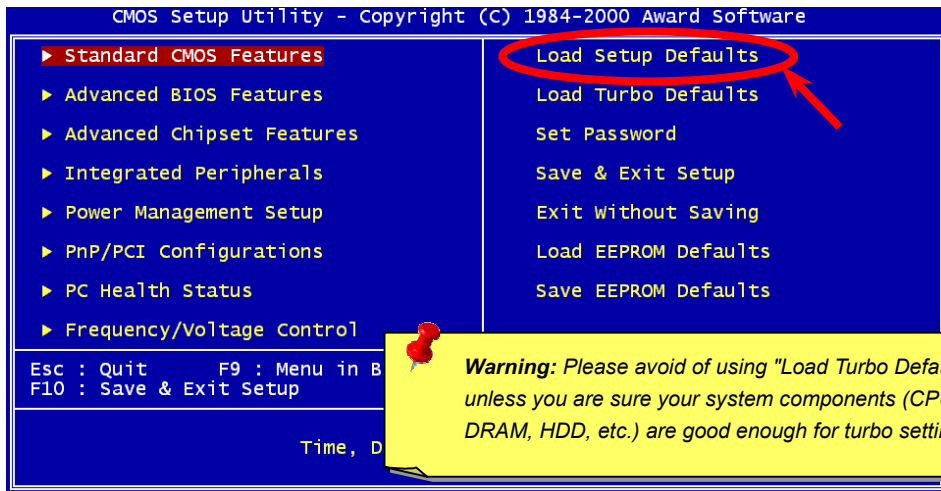 CMOS Setup Utility - Copyright (C) 1984-2000 Award Software
▶ Standard CMOS Features
▶ Advanced BIOS Features
▶ Advanced Chipset Features
▶ Integrated Peripherals
▶ Power Management Setup
▶ PnP/PCI Configurations
▶ PC Health Status
▶ Frequency/Voltage Control
Load Setup Defaults
Load Turbo Defaults
Set Password
Save & Exit Setup
Exit Without Saving
Load EEPROM Defaults
Save EEPROM Defaults
Esc : Quit F9 : Menu in B
F10 : Save & Exit Setup
Time, D
Warning: Please avoid of using "Load Turbo Defau
unless you are sure your system components (CP
DRAM, HDD, etc.) are good enough for turbo setti